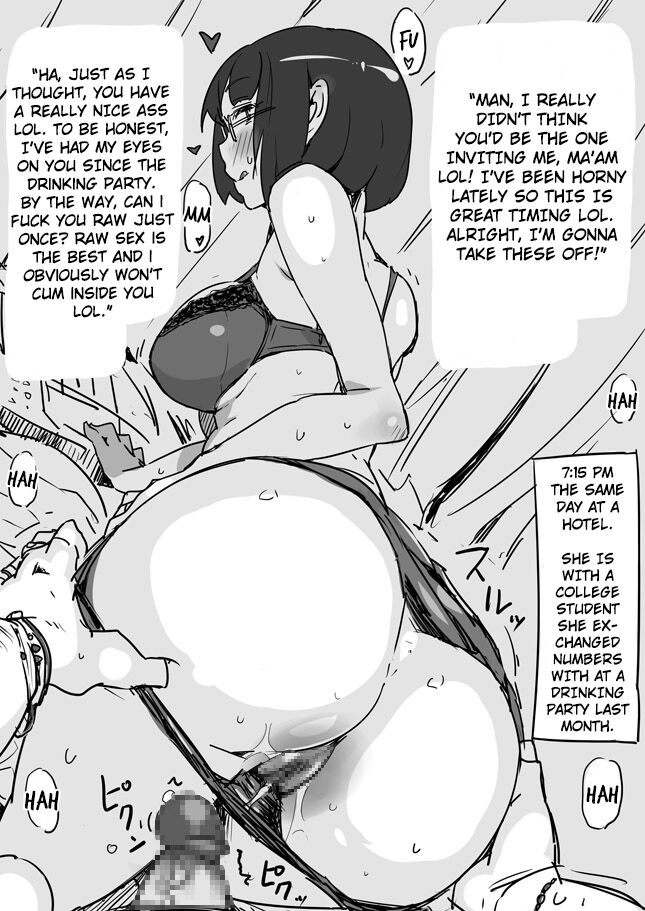 FU
"HA, JUST AS I
THOUGHT, YOU HAVE
A REALLY NICE ASS
LOL. TO BE HONEST,
I'VE HAD MY EYES
ON YOU SINCE THE
DRINKING PARTY.
BY THE WAY, CAN I
FUCK YOU RAW JUST
ONCE? RAW SEX IS
THE BEST AND I
OBVIOUSLY WON'T
CUM INSIDE YOU
LOL."
"MAN, I REALLY
DIDN'T THINK
YOU'D BE THE ONE
INVITING ME, MA'AM
LOL! I'VE BEEN HORNY
LATELY SO THIS IS
GREAT TIMING LOL.
ALRIGHT, I'M GONNA
TAKE THESE OFF!"
MM
HAH
HAH
7:15 PM
THE SAME
DAY AT A
HOTEL.
SHE IS
WITH A
COLLEGE
STUDENT
SHE EX-
CHANGED
NUMBERS
WITH AT A
DRINKING
PARTY LAST
MONTH.
ズルッ
HAH
HAH
ピクン
ピクッ